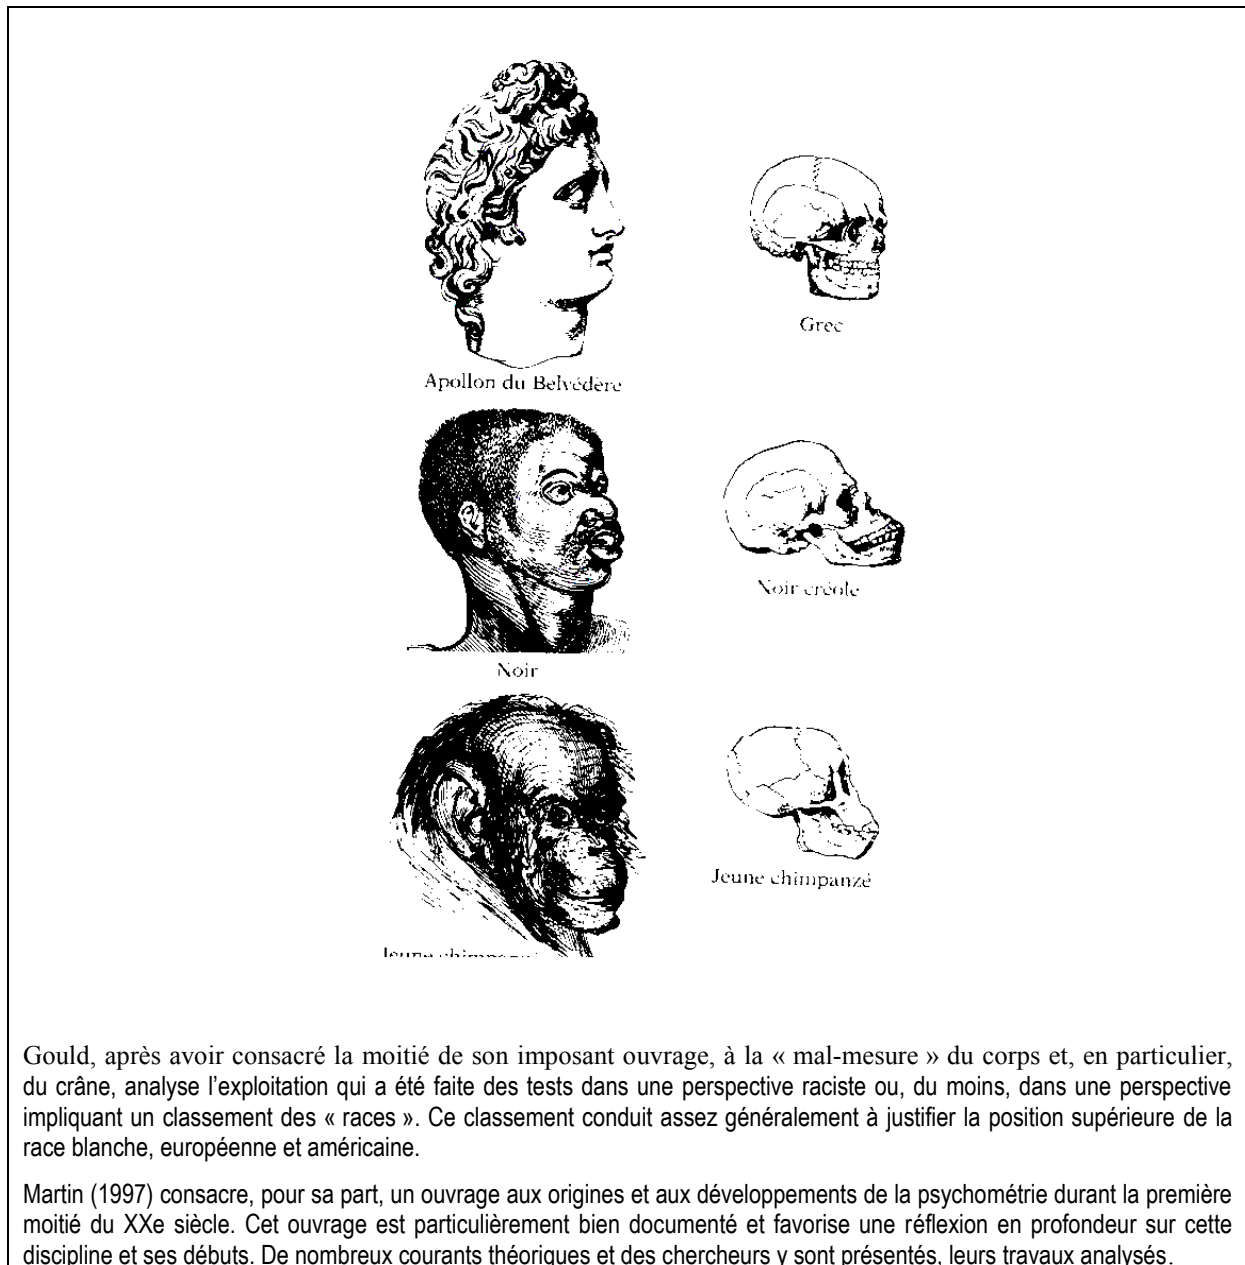 Grec
Apollon du Belvédère
Noir créole
Noir
Jeune chimpanzé
Jeune chimpanzé
Gould, après avoir consacré la moitié de son imposant ouvrage, à la « mal-mesure » du corps et, en particulier,
du crâne, analyse l’exploitation qui a été faite des tests dans une perspective raciste ou, du moins, dans une perspective
impliquant un classement des « races ». Ce classement conduit assez généralement à justifier la position supérieure de la
race blanche, européenne et américaine.
Martin (1997) consacre, pour sa part, un ouvrage aux origines et aux développements de la psychométrie durant la première
moitié du XXe siècle. Cet ouvrage est particulièrement bien documenté et favorise une réflexion en profondeur sur cette
discipline et ses débuts. De nombreux courants théoriques et des chercheurs y sont présentés, leurs travaux analysés.